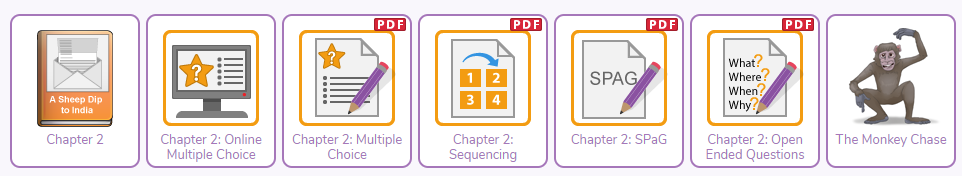 A Sheep Dip
to India
Chapter 2
?
Chapter 2: Online
Multiple Choice
PDF
?
Chapter 2: Multiple
Choice
PDF
1 2
3 4
Chapter 2:
Sequencing
PDF
SPAG
Chapter 2: SPaG
PDF
What?
Where?
When?
Why?
Chapter 2: Open
Ended Questions
The Monkey Chase